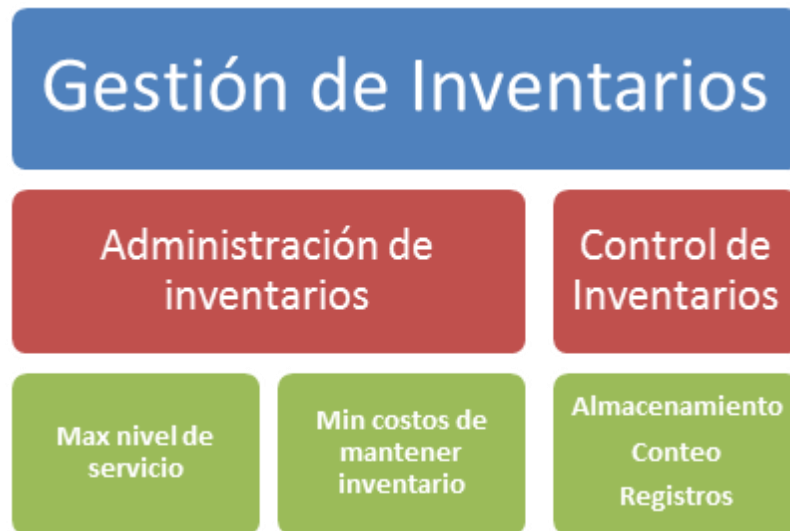 Gestión de Inventarios
Administración de
inventarios
Control de
Inventarios
Max nivel de
servicio
Min costos de
mantener
inventario
Almacenamiento
Conteo
Registros